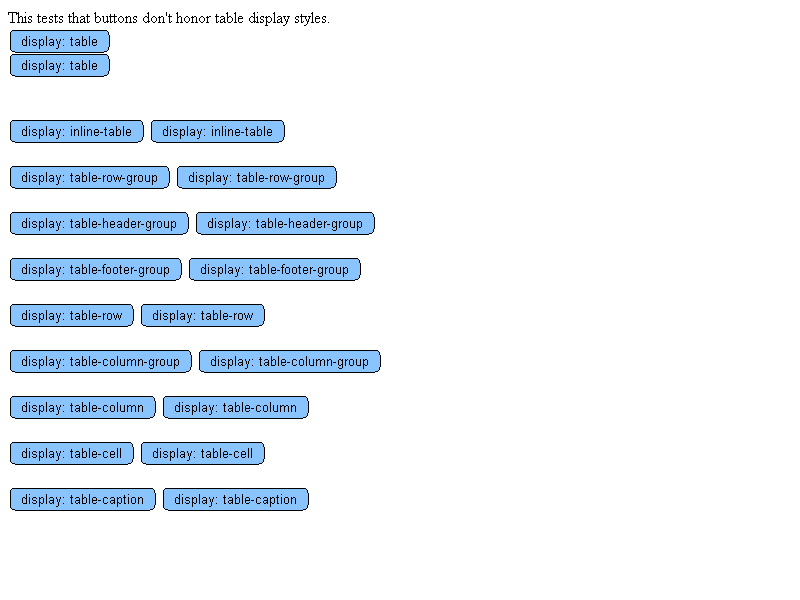 This tests that buttons don't honor table display styles.
display: table
display: table
display: inline-table display: inline-table
display: table-row-group display: table-row-group
display: table-header-group display: table-header-group
display: table-footer-group display: table-footer-group
display: table-row display: table-row
display: table-column-group display: table-column-group
display: table-column display: table-column
display: table-cell display: table-cell
display: table-caption display: table-caption